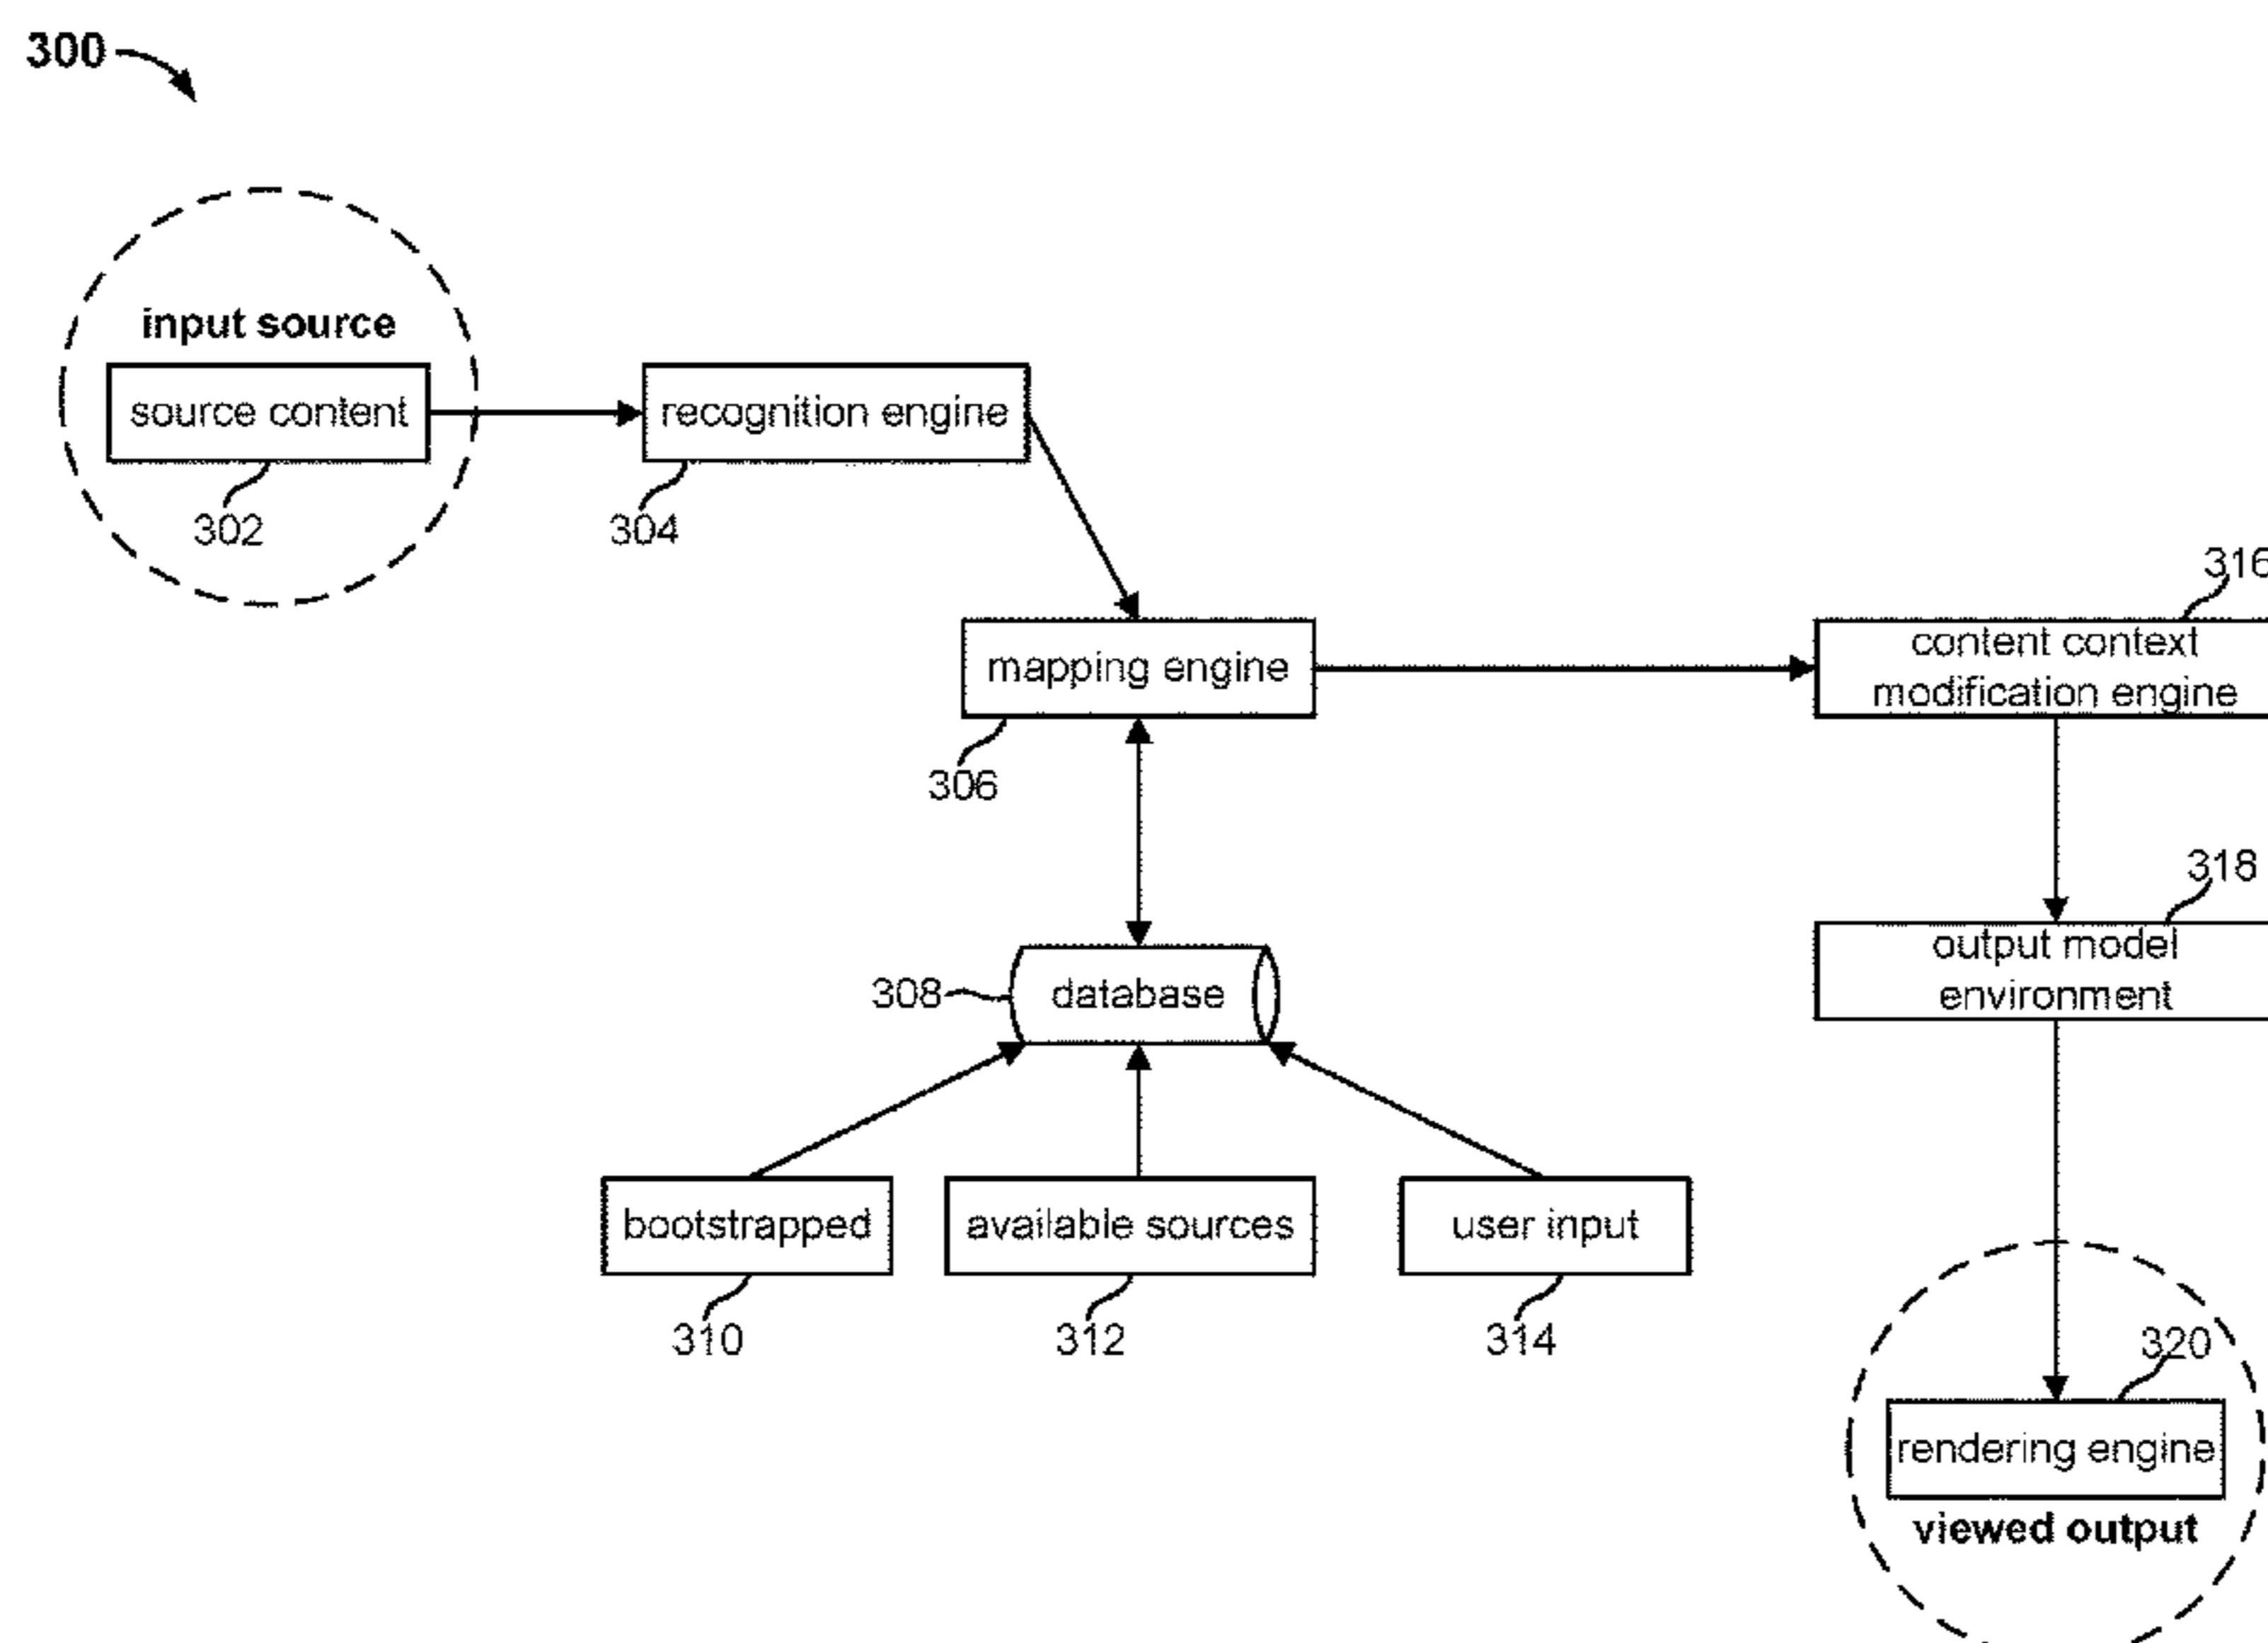 300
input source
source content
302
recognition engine
304
mapping engine
306
316
content context
modification engine
318
output model
environment
308
database
bootstrapped
310
available sources
312
user input
314
320
rendering engine
viewed output